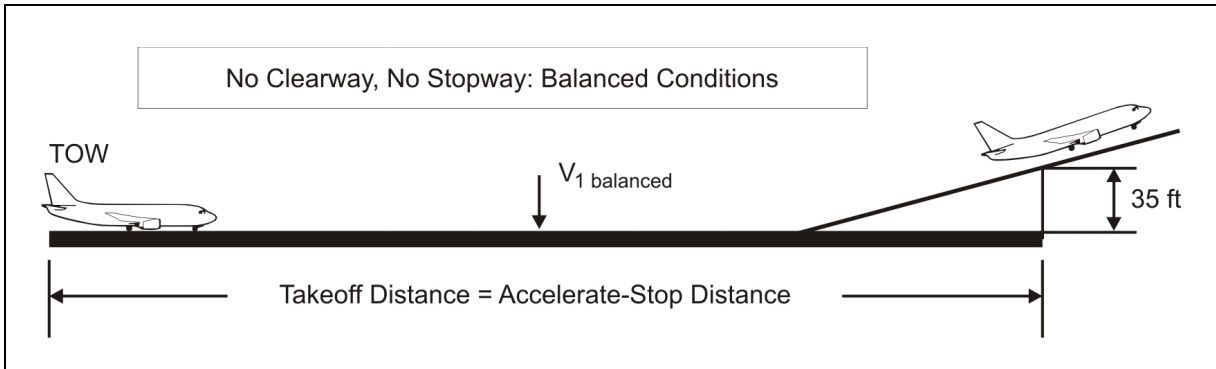 No Clearway, No Stopway: Balanced Conditions
TOW
V1 balanced
35 ft
Takeoff Distance = Accelerate-Stop Distance